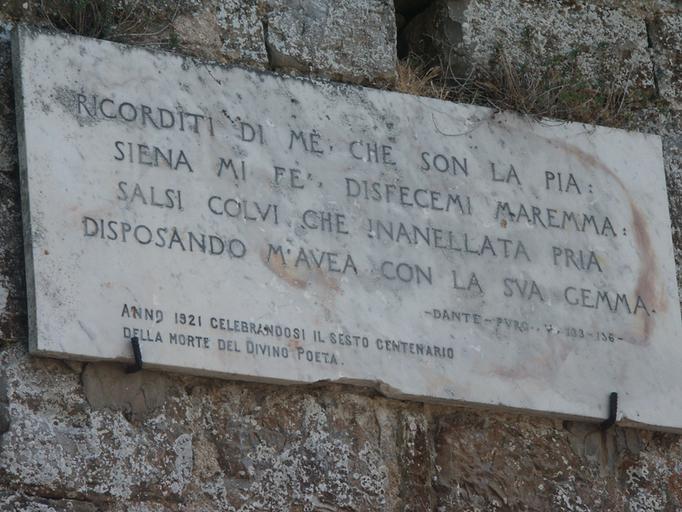 RICORDITI DI ME, CHE SON LA PIA:
SIENA MI FE', DISFECEMI MAREMMA:
SALSI COLVI CHE INANELLATA PRIA
DISPOSANDO M'AVEA CON LA SVA GEMMA.
-DANTE-PVRG., V, 133-136-
ANNO 1921 CELEBRANDOSI IL SESTO CENTENARIO
DELLA MORTE DEL DIVINO POETA.